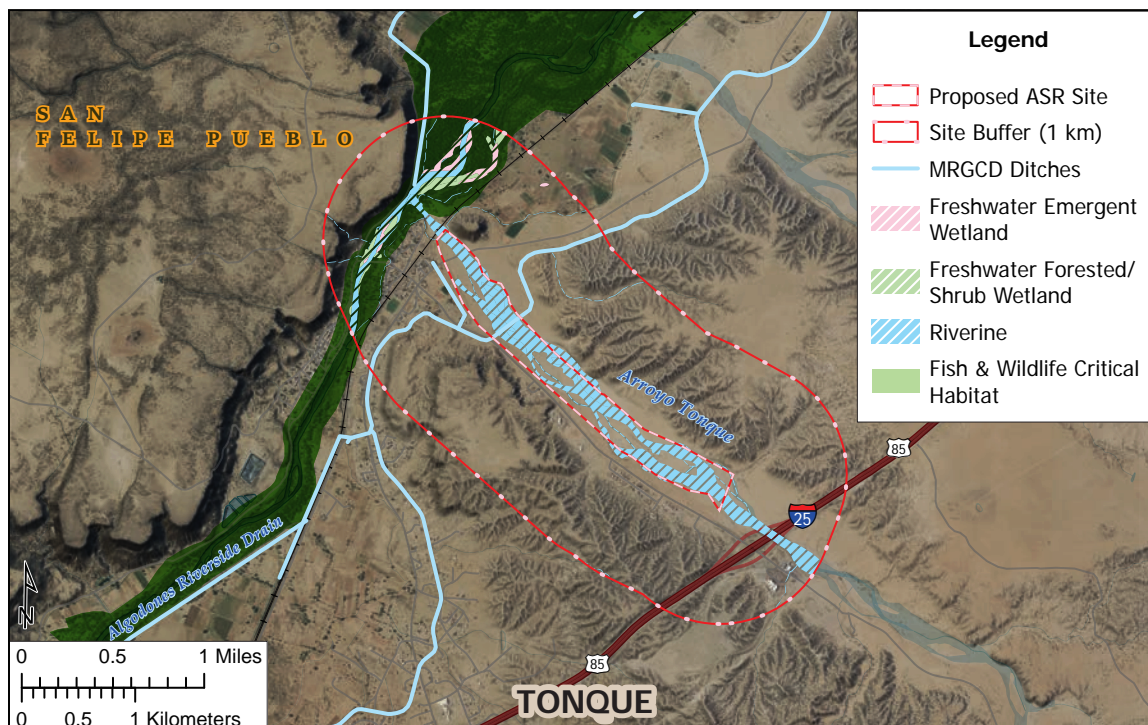 SAN
FELIPE PUEBLO
Legend
Proposed ASR Site
Site Buffer (1 km)
MRGCD Ditches
Freshwater Emergent
Wetland
Freshwater Forested/
Shrub Wetland
Riverine
Fish & Wildlife Critical
Habitat
Arroyo Tonque
85
25
Algodones Riverside Drain
N
85
0 0.5 1 Miles
0 0.5 1 Kilometers
TONQUE